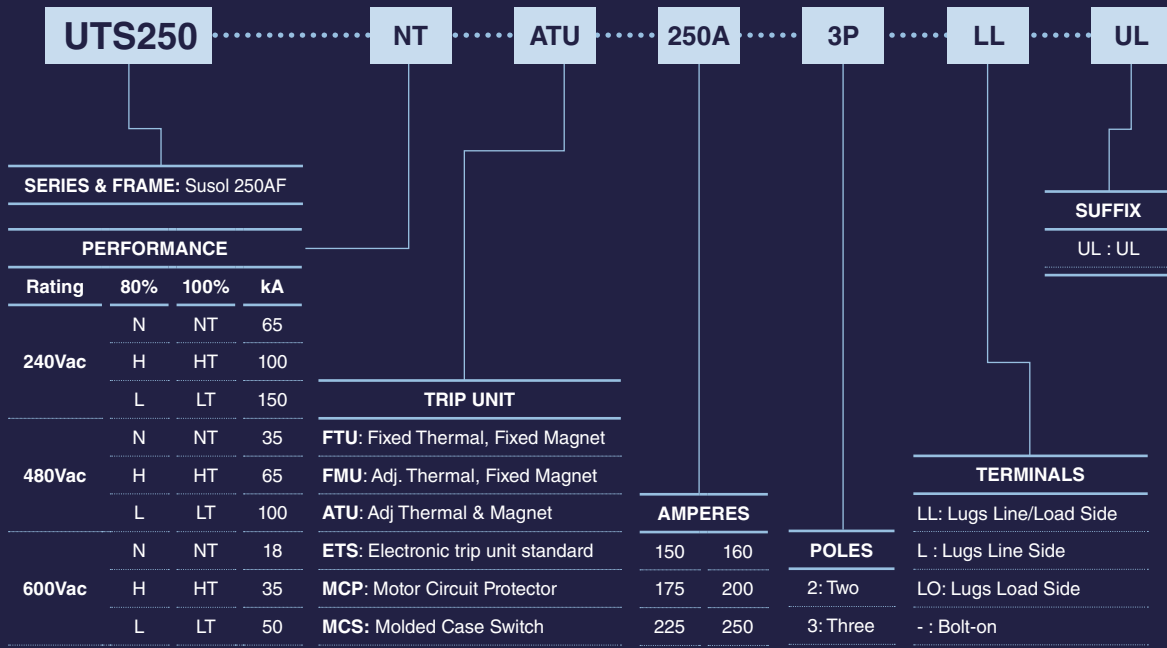 UTS250 NT ATU 250A 3P LL UL
SERIES & FRAME: Susol 250AF
PERFORMANCE
Rating 80% 100% kA
240Vac
N NT 65
H HT 100
L LT 150
480Vac
N NT 35
H HT 65
L LT 100
600Vac
N NT 18
H HT 35
L LT 50
TRIP UNIT
FTU: Fixed Thermal, Fixed Magnet
FMU: Adj. Thermal, Fixed Magnet
ATU: Adj Thermal & Magnet
ETS: Electronic trip unit standard
MCP: Motor Circuit Protector
MCS: Molded Case Switch
AMPERES
150 160
175 200
225 250
POLES
2: Two
3: Three
TERMINALS
LL: Lugs Line/Load Side
L : Lugs Line Side
LO: Lugs Load Side
- : Bolt-on
SUFFIX
UL : UL